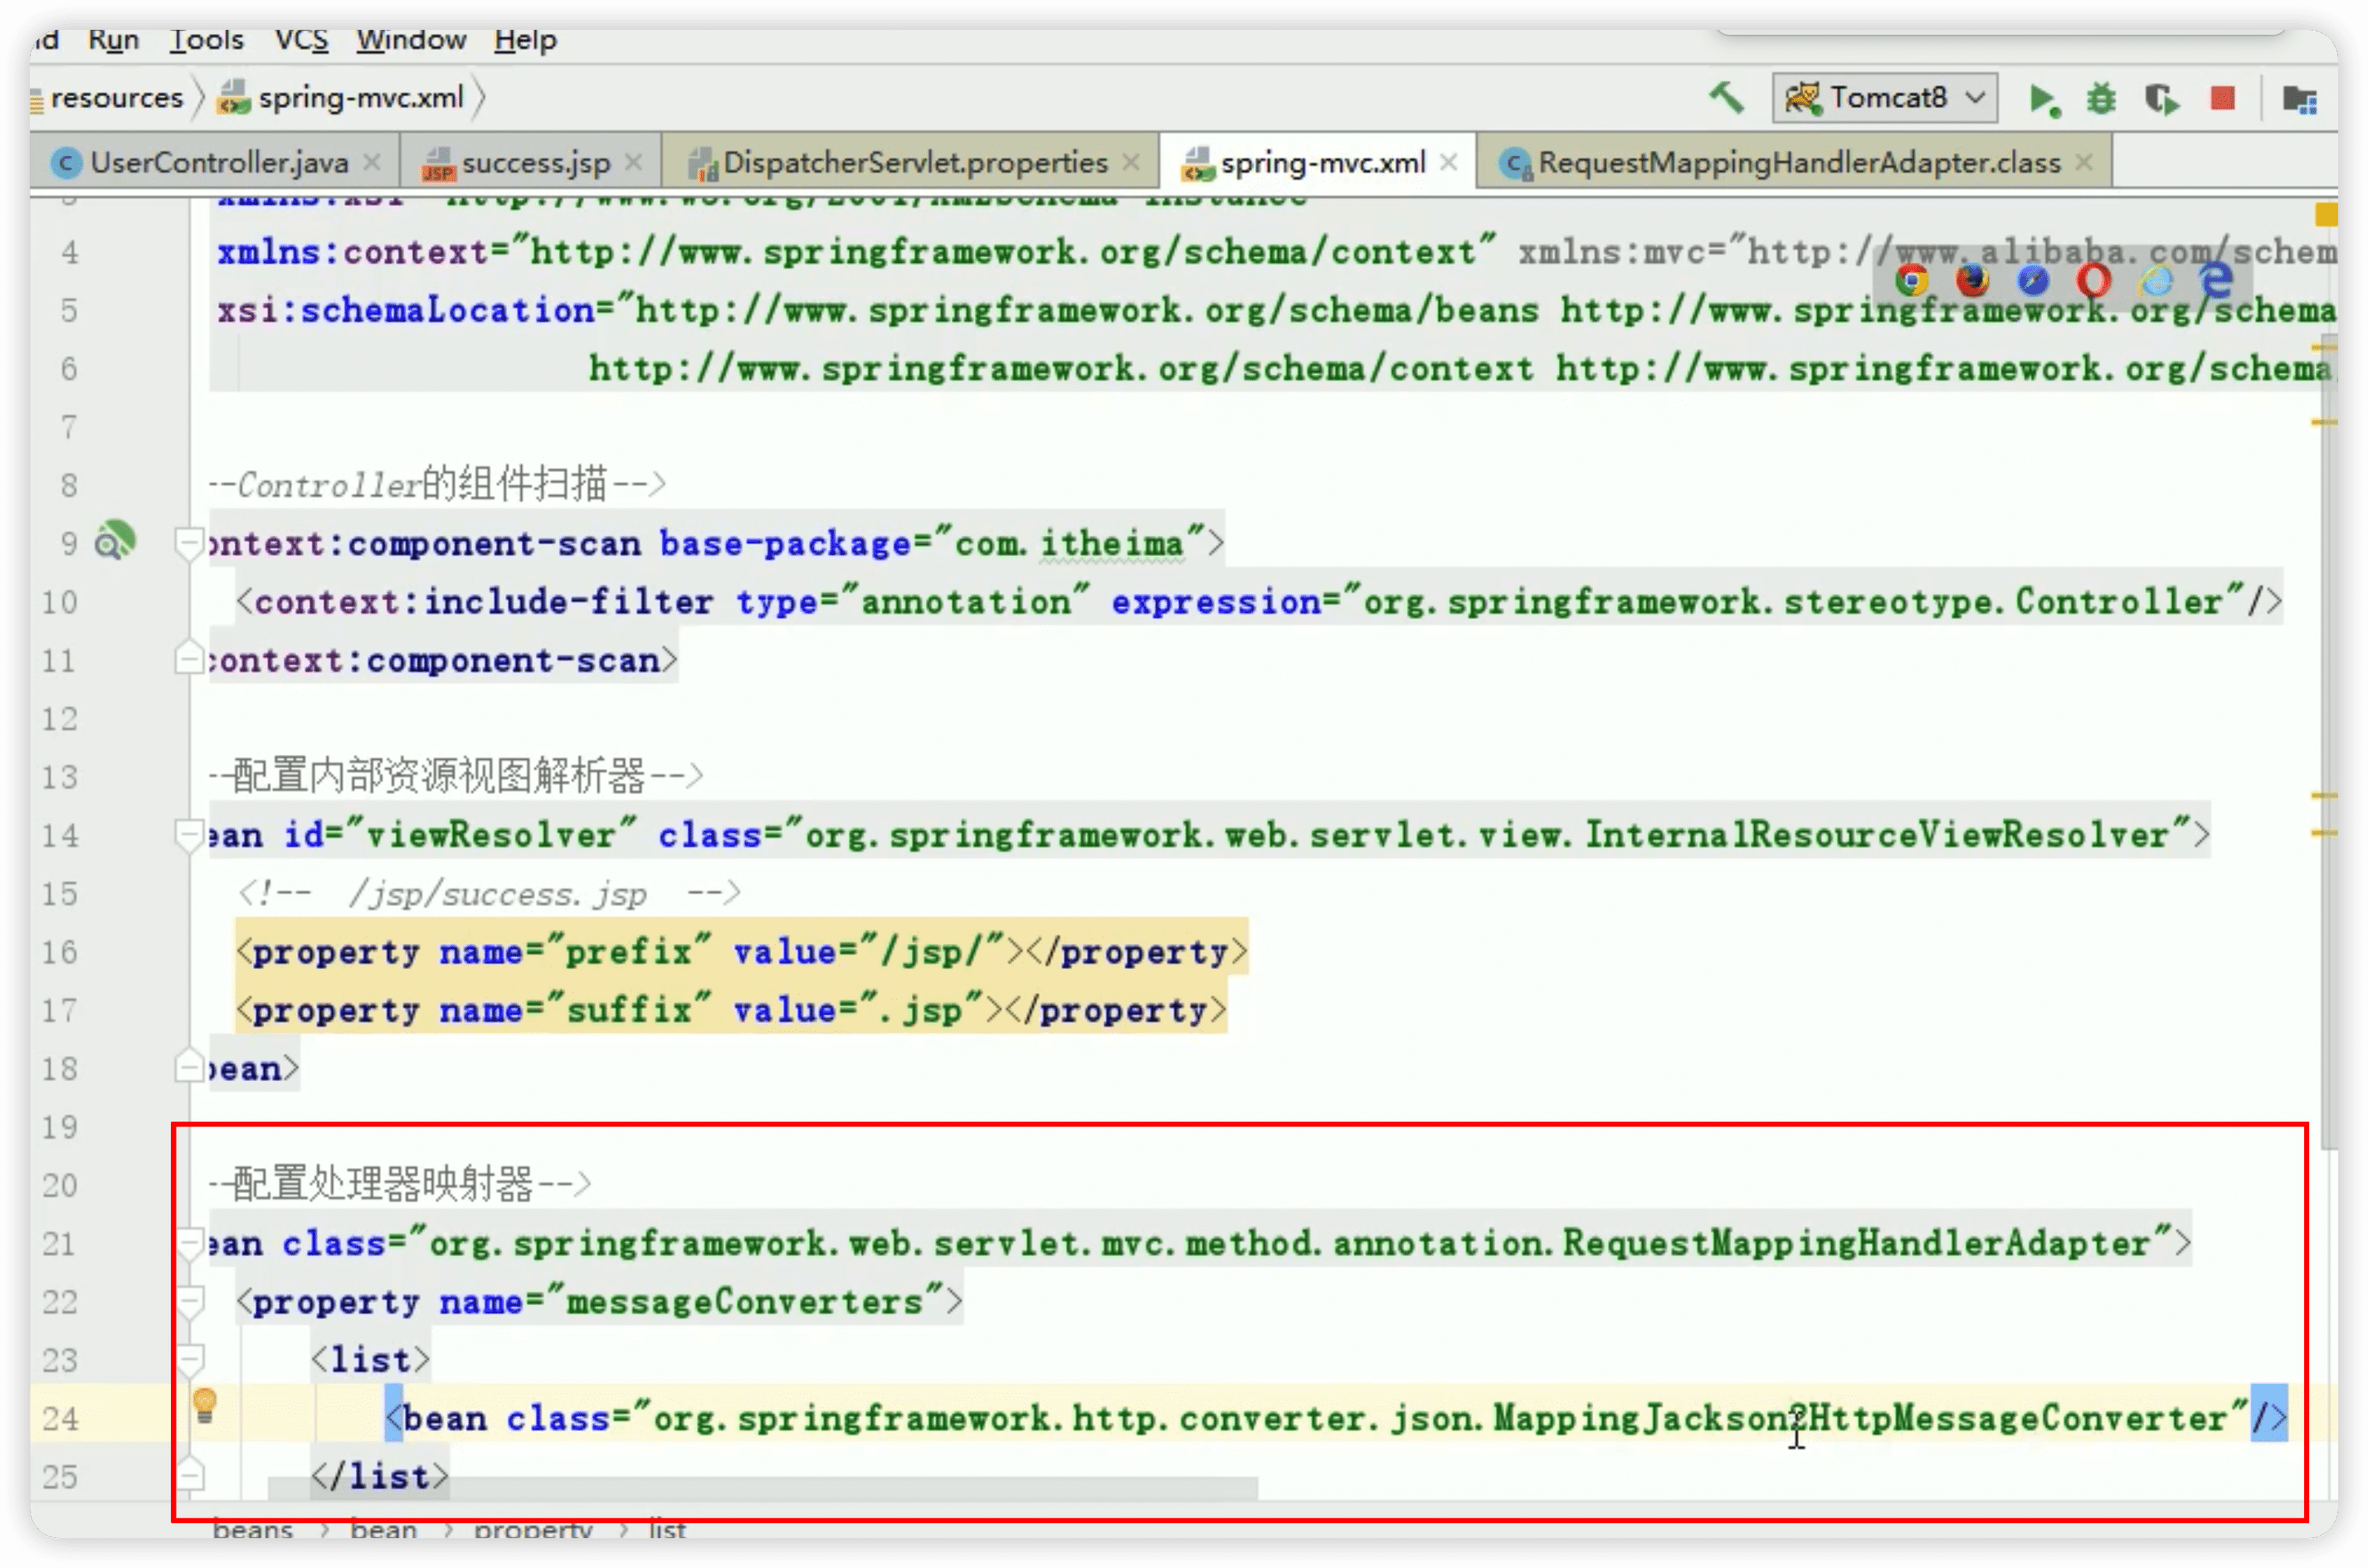 Run Tools VCS Window Help
resources spring-mvc.xml Tomcat8
UserController.java success.jsp DispatcherServlet.properties spring-mvc.xml RequestMappingHandlerAdapter.class
4 xmlns:context="http://www.springframework.org/schema/context" xmlns:mvc="http://www.alibaba.com/schem
5 xsi:schemaLocation="http://www.springframework.org/schema/beans http://www.springframework.org/schema
6 http://www.springframework.org/schema/context http://www.springframework.org/schema
7
8 --Controller的组件扫描-->
9 ontext:component-scan base-package="com.itheima">
10 <context:include-filter type="annotation" expression="org.springframework.stereotype.Controller"/>
11 context:component-scan>
12
13 --配置内部资源视图解析器-->
14 ean id="viewResolver" class="org.springframework.web.servlet.view.InternalResourceViewResolver">
15 <!-- /jsp/success.jsp -->
16 <property name="prefix" value="/jsp/"></property>
17 <property name="suffix" value=".jsp"></property>
18 bean>
19
20 --配置处理器映射器-->
21 ean class="org.springframework.web.servlet.mvc.method.annotation.RequestMappingHandlerAdapter">
22 <property name="messageConverters">
23 <list>
24 <bean class="org.springframework.http.converter.json.MappingJackson2HttpMessageConverter"/>
25 </list>
beans › bean › property › list